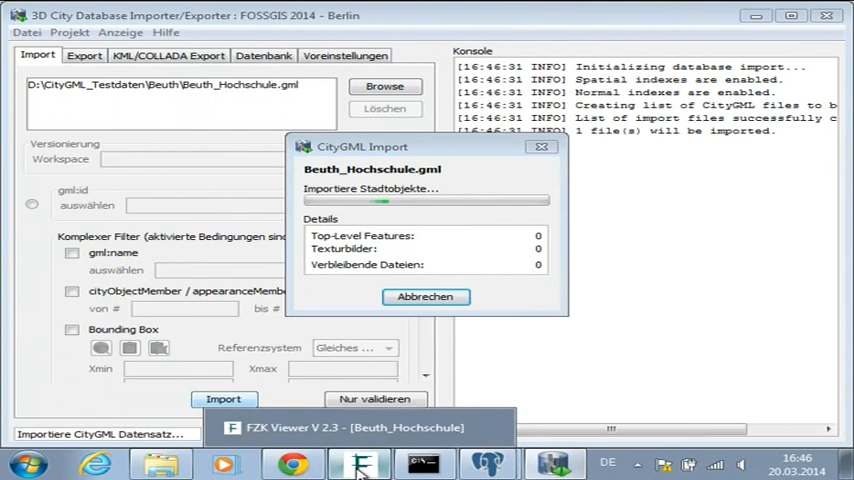 3D City Database Importer/Exporter : FOSSGIS 2014 - Berlin
Datei Projekt Anzeige Hilfe
Import Export KML/COLLADA Export Datenbank Voreinstellungen
D:\CityGML_Testdaten\Beuth\Beuth_Hochschule.gml
Browse
Löschen
Versionierung
Workspace
gml:id
auswählen
Komplexer Filter (aktivierte Bedingungen sind
gml:name
auswählen
cityObjectMember / appearanceMemb
von # bis #
Bounding Box
Referenzsystem Gleiches ...
Xmin Xmax
Import Nur validieren
Importiere CityGML Datensatz...
Konsole
[16:46:31 INFO] Initializing database import...
[16:46:31 INFO] Spatial indexes are enabled.
[16:46:31 INFO] Normal indexes are enabled.
[16:46:31 INFO] Creating list of CityGML files to b
[16:46:31 INFO] List of import files successfully c
[16:46:31 INFO] 1 file(s) will be imported.
CityGML Import
Beuth_Hochschule.gml
Importiere Stadtobjekte...
Details
Top-Level Features: 0
Texturbilder: 0
Verbleibende Dateien: 0
Abbrechen
F FZK Viewer V 2.3 - [Beuth_Hochschule]
DE
16:46
20.03.2014